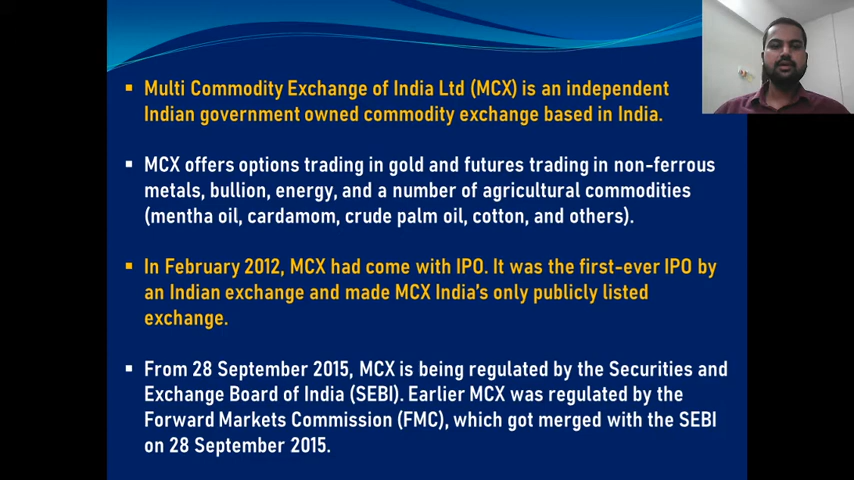 Multi Commodity Exchange of India Ltd (MCX) is an independent
Indian government owned commodity exchange based in India.
MCX offers options trading in gold and futures trading in non-ferrous
metals, bullion, energy, and a number of agricultural commodities
(mentha oil, cardamom, crude palm oil, cotton, and others).
In February 2012, MCX had come with IPO. It was the first-ever IPO by
an Indian exchange and made MCX India's only publicly listed
exchange.
From 28 September 2015, MCX is being regulated by the Securities and
Exchange Board of India (SEBI). Earlier MCX was regulated by the
Forward Markets Commission (FMC), which got merged with the SEBI
on 28 September 2015.